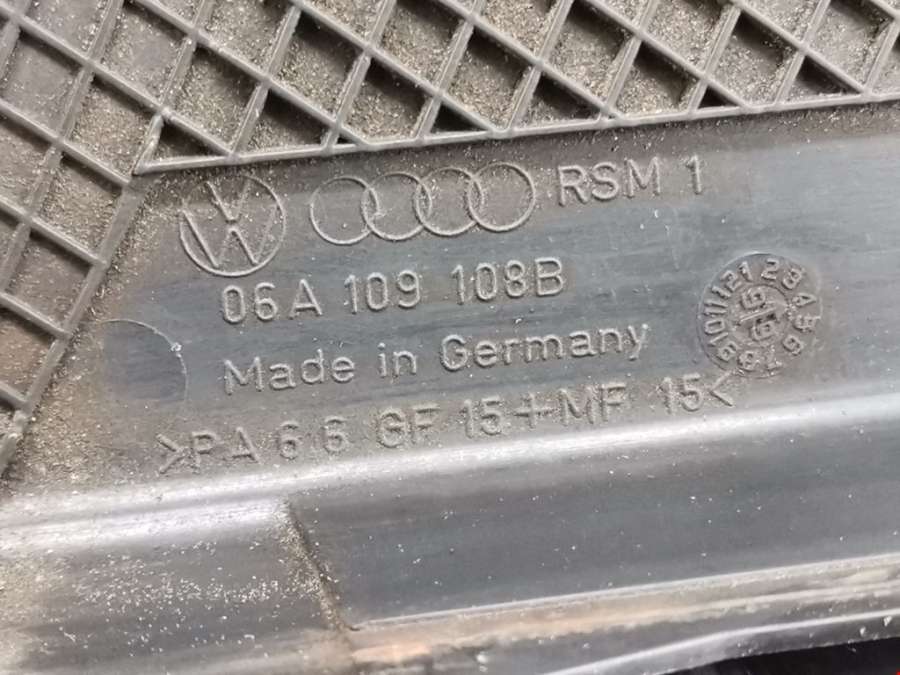 RSM 1
06A 109 108B
Made in Germany
>PA 6.6 GF 15+MF 15<